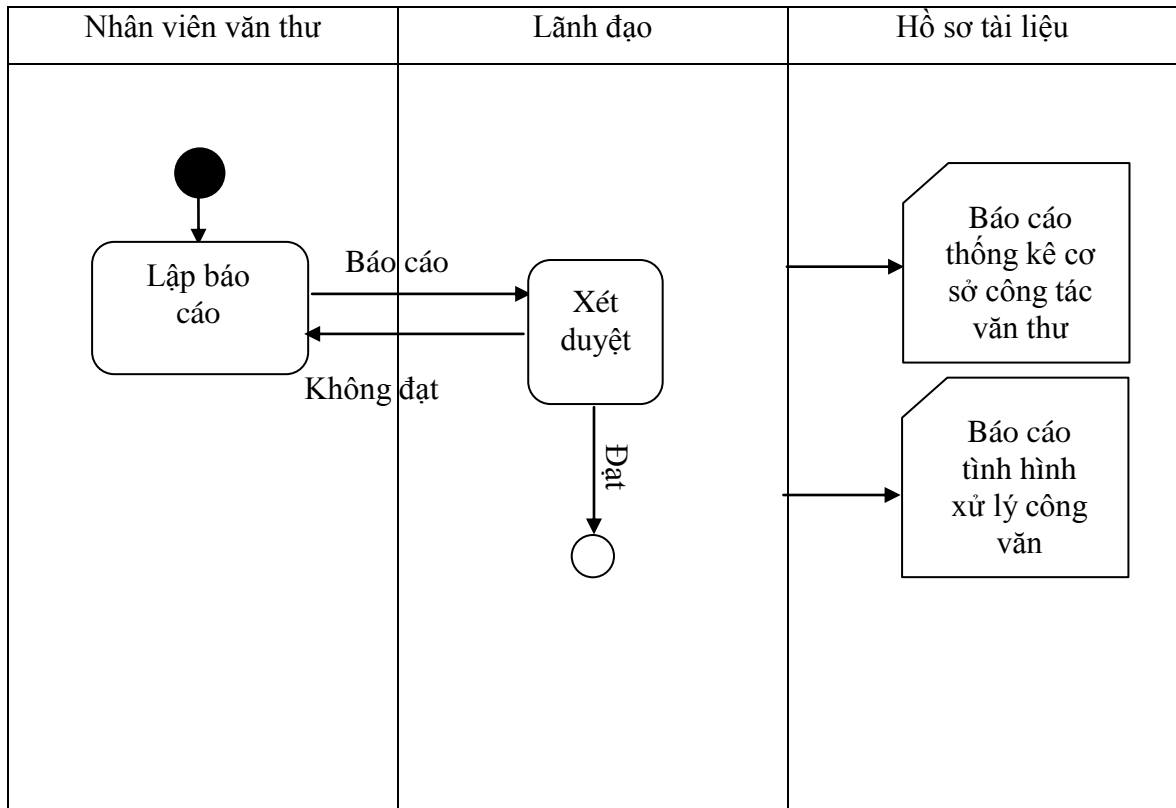 Nhân viên văn thư
Lãnh đạo
Hồ sơ tài liệu
Lập báo
cáo
Báo cáo
Không đạt
Xét
duyệt
Đạt
Báo cáo
thống kê cơ
sở công tác
văn thư
Báo cáo
tình hình
xử lý công
văn